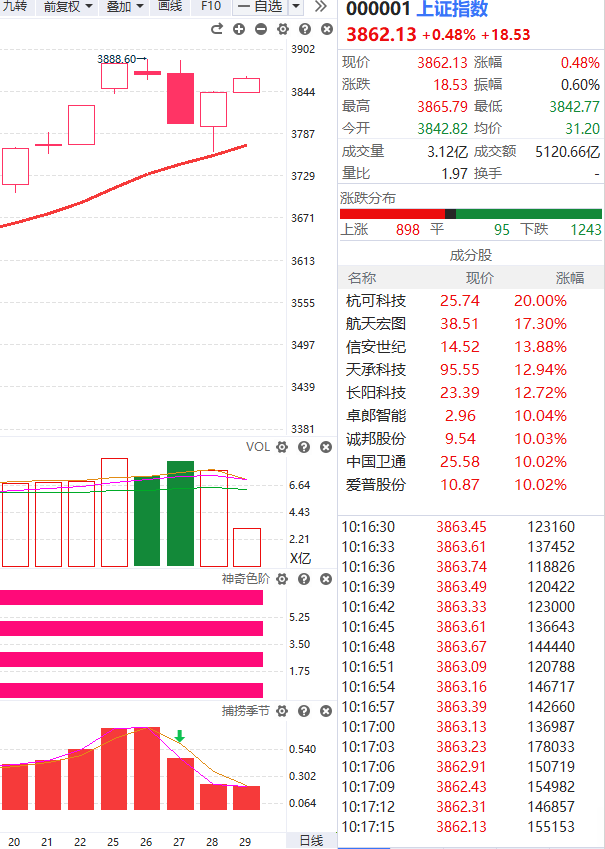 九转 前复权 叠加 画线 F10 一自选
3888.60
3902
3844
3787
3729
3671
3613
3555
3497
3439
3381
VOL
6.64
4.43
2.21
X亿
神奇色阶
5.25
3.50
1.75
捕捞季节
0.540
0.302
0.064
20 21 22 25 26 27 28 29 日线
000001 上证指数
3862.13 +0.48% +18.53
现价 3862.13 涨幅 0.48%
涨跌 18.53 振幅 0.60%
最高 3865.79 最低 3842.77
今开 3842.82 均价 31.20
成交量 3.12亿 成交额 5120.66亿
量比 1.97 换手 -
涨跌分布
上涨 898 平 95 下跌 1243
成分股
名称 现价 涨幅
杭可科技 25.74 20.00%
航天宏图 38.51 17.30%
信安世纪 14.52 13.88%
天承科技 95.55 12.94%
长阳科技 23.39 12.72%
卓郎智能 2.96 10.04%
诚邦股份 9.54 10.03%
中国卫通 25.58 10.02%
爱普股份 10.87 10.02%
10:16:30 3863.45 123160
10:16:33 3863.61 137452
10:16:36 3863.74 118826
10:16:39 3863.49 120422
10:16:42 3863.33 123000
10:16:45 3863.61 136643
10:16:48 3863.67 144440
10:16:51 3863.09 120788
10:16:54 3863.16 146717
10:16:57 3863.39 142660
10:17:00 3863.13 136987
10:17:03 3863.23 178033
10:17:06 3862.91 150719
10:17:09 3862.43 154982
10:17:12 3862.31 146857
10:17:15 3862.13 155153